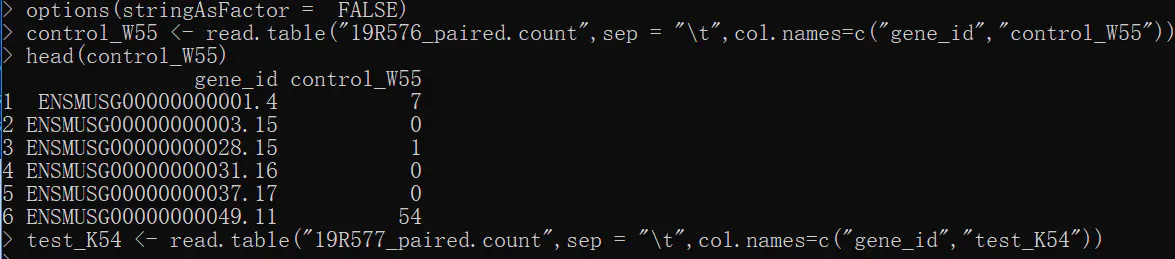 > options(stringAsFactor =  FALSE)
> control_W55 <- read.table("19R576_paired.count",sep = "\t",col.names=c("gene_id","control_W55"))
> head(control_W55)
gene_id control_W55
1 ENSMUSG00000000001.4 7
2 ENSMUSG00000000003.15 0
3 ENSMUSG00000000028.15 1
4 ENSMUSG00000000031.16 0
5 ENSMUSG00000000037.17 0
6 ENSMUSG00000000049.11 54
> test_K54 <- read.table("19R577_paired.count",sep = "\t",col.names=c("gene_id","test_K54"))